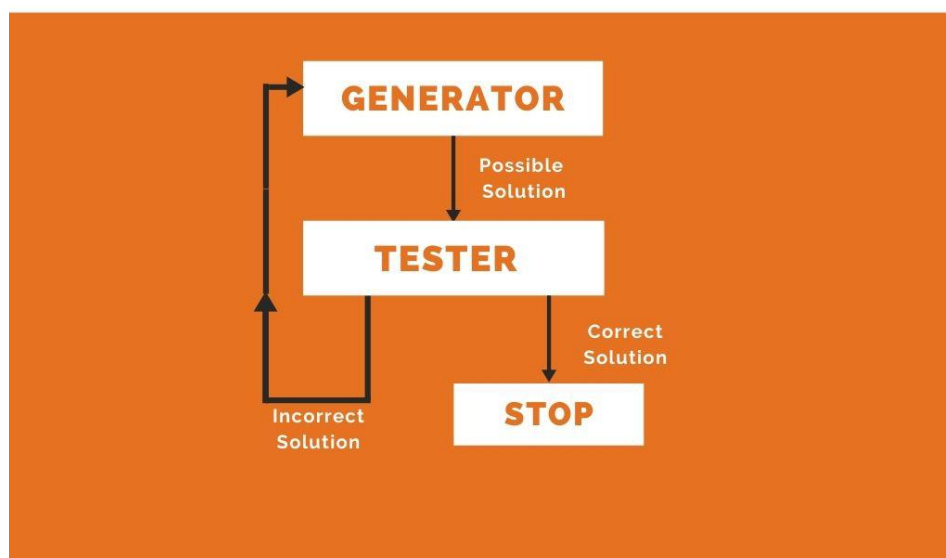 GENERATOR
Possible
Solution
TESTER
Correct
Solution
STOP
Incorrect
Solution